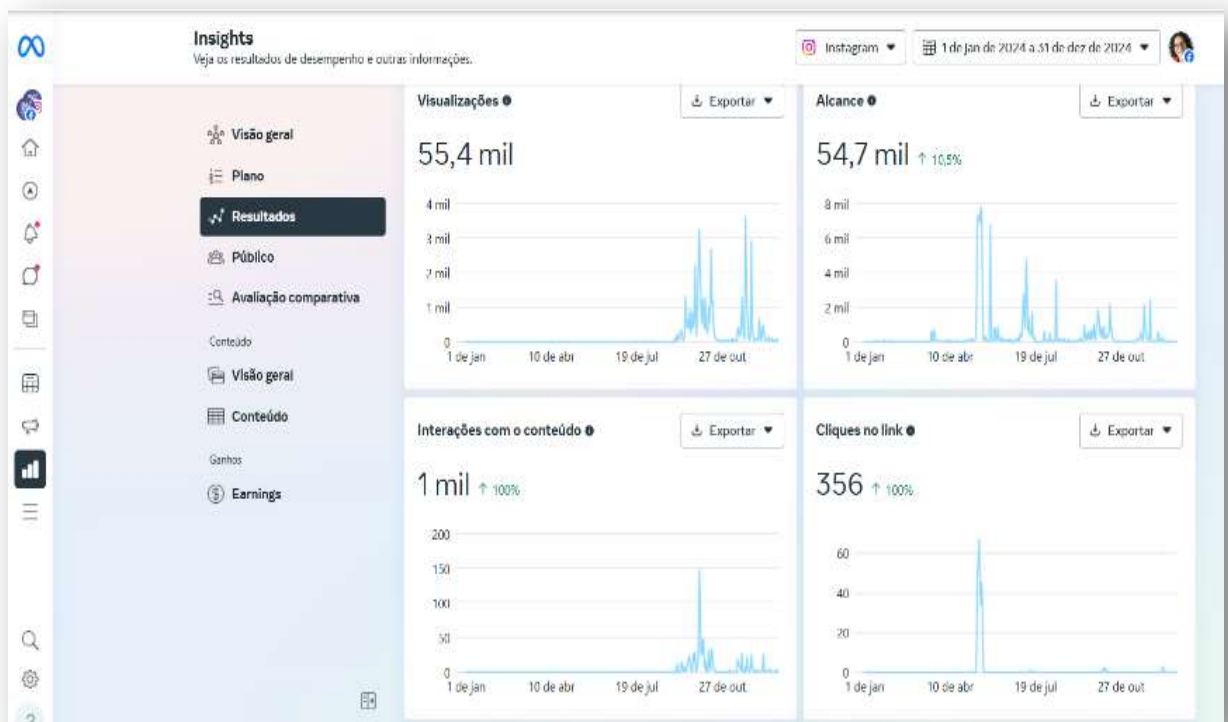 Insights
Veja os resultados de desempenho e outras informações.
Instagram
1 de jan de 2024 a 31 de dez de 2024
Visão geral
Plano
Resultados
Público
Avaliação comparativa
Conteúdo
Visão geral
Conteúdo
Ganhos
Earnings
Visualizações
Exportar
55,4 mil
4 mil
3 mil
2 mil
1 mil
0
1 de jan 10 de abr 19 de jul 27 de out
Alcance
Exportar
54,7 mil ↑ 10,5%
8 mil
6 mil
4 mil
2 mil
0
1 de jan 10 de abr 19 de jul 27 de out
Interações com o conteúdo
Exportar
1 mil ↑ 100%
200
150
100
50
0
1 de jan 10 de abr 19 de jul 27 de out
Cliques no link
Exportar
356 ↑ 100%
60
40
20
0
1 de jan 10 de abr 19 de jul 27 de out